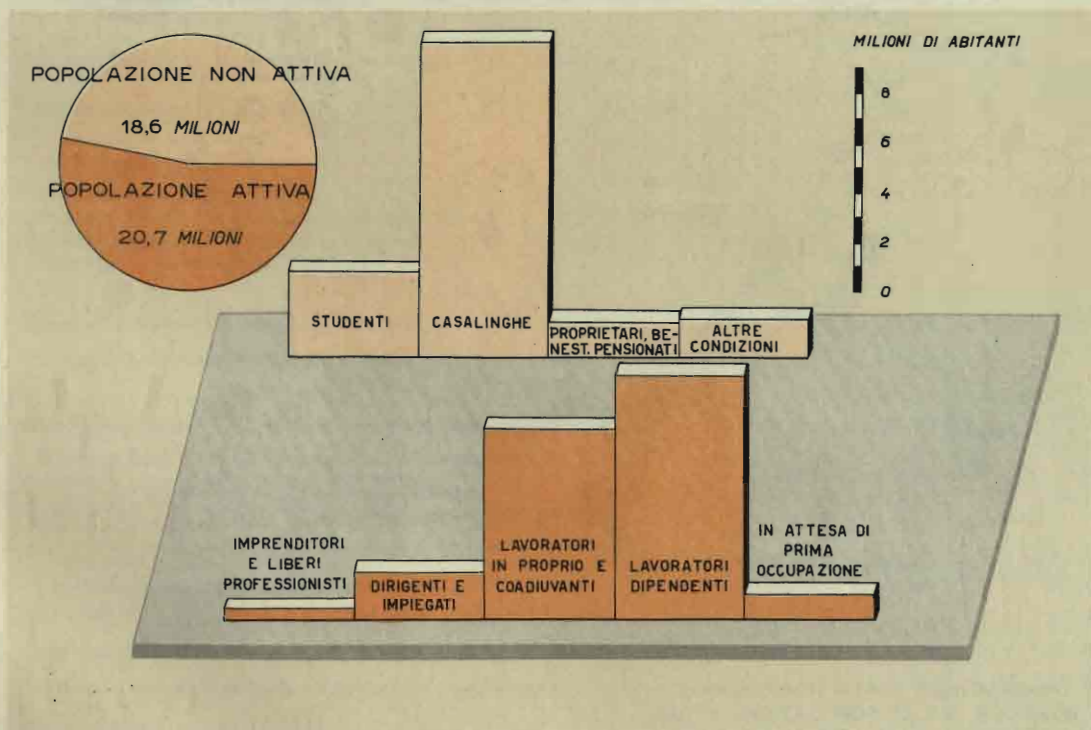 POPOLAZIONE NON ATTIVA
18,6 MILIONI
POPOLAZIONE ATTIVA
20,7 MILIONI
MILIONI DI ABITANTI
8
6
4
2
0
STUDENTI
CASALINGHE
PROPRIETARI, BE-
NEST. PENSIONATI
ALTRE
CONDIZIONI
IMPRENDITORI
E LIBERI
PROFESSIONISTI
DIRIGENTI E
IMPIEGATI
LAVORATORI
IN PROPRIO E
COADIUVANTI
LAVORATORI
DIPENDENTI
IN ATTESA DI
PRIMA
OCCUPAZIONE